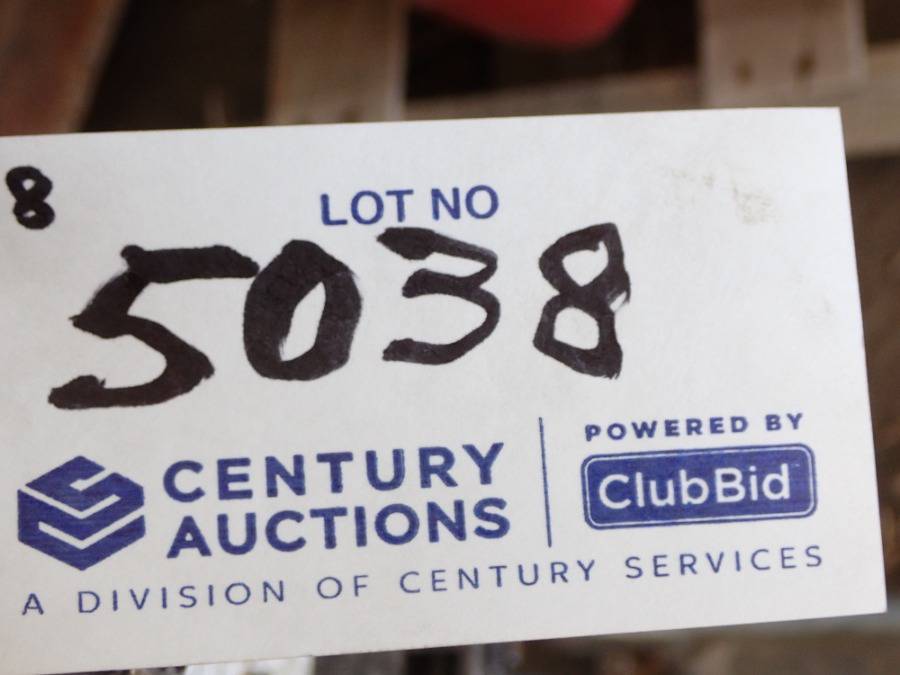 8
LOT NO
5038
CENTURY
AUCTIONS
POWERED BY
ClubBid
A DIVISION OF CENTURY SERVICES